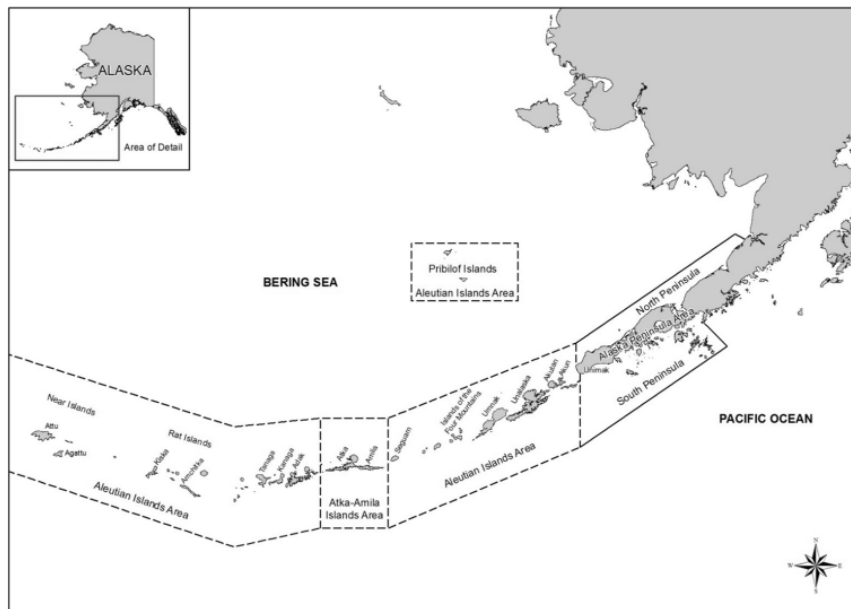 ALASKA
Area of Detail
BERING SEA
Pribilof Islands
Aleutian Islands Area
North Peninsula
Alaska Peninsula Area
Unimak
South Peninsula
PACIFIC OCEAN
Near Islands
Attu
Agattu
Rat Islands
Kiska
Amchitka
Aleutian Islands Area
Tanaga
Kanaga
Adak
Atka
Amila
Atka-Amila
Islands Area
Seguam
Islands of the
Four Mountains
Umnak
Unalaska
Akutan
Akun
Aleutian Islands Area
N
W
E
S